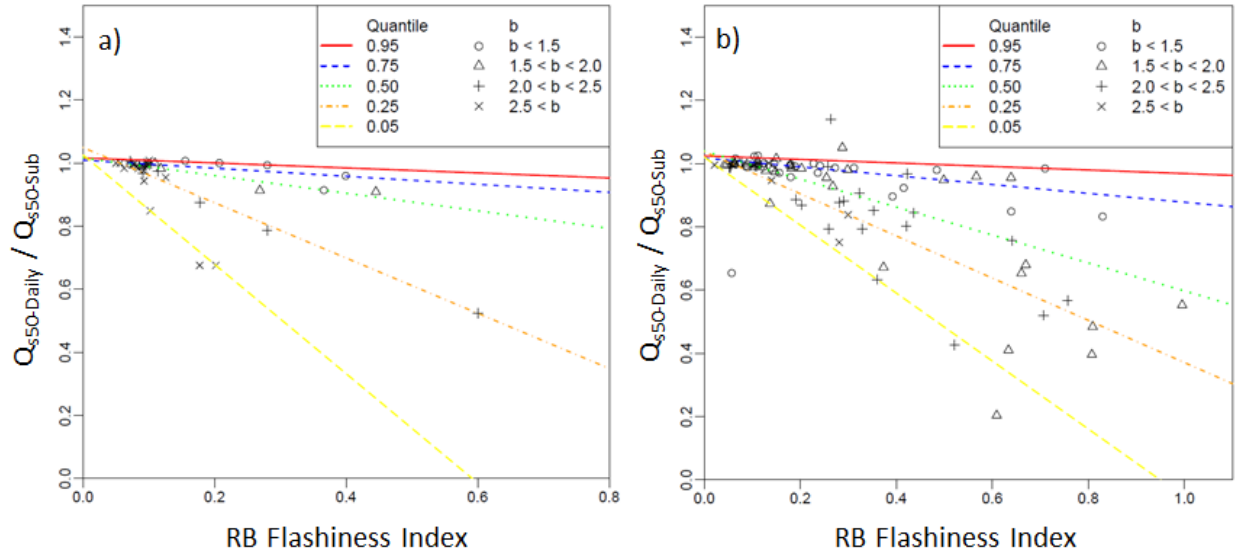 a)
Quantile b
0.95 b < 1.5
0.75 1.5 < b < 2.0
0.50 2.0 < b < 2.5
0.25 2.5 < b
0.05
1.4
1.2
1.0
0.8
0.6
0.4
0.2
0.0
0.0 0.2 0.4 0.6 0.8
Qs50-Daily / Qs50-Sub
RB Flashiness Index
b)
Quantile b
0.95 b < 1.5
0.75 1.5 < b < 2.0
0.50 2.0 < b < 2.5
0.25 2.5 < b
0.05
1.4
1.2
1.0
0.8
0.6
0.4
0.2
0.0
0.0 0.2 0.4 0.6 0.8 1.0
Qs50-Daily / Qs50-Sub
RB Flashiness Index